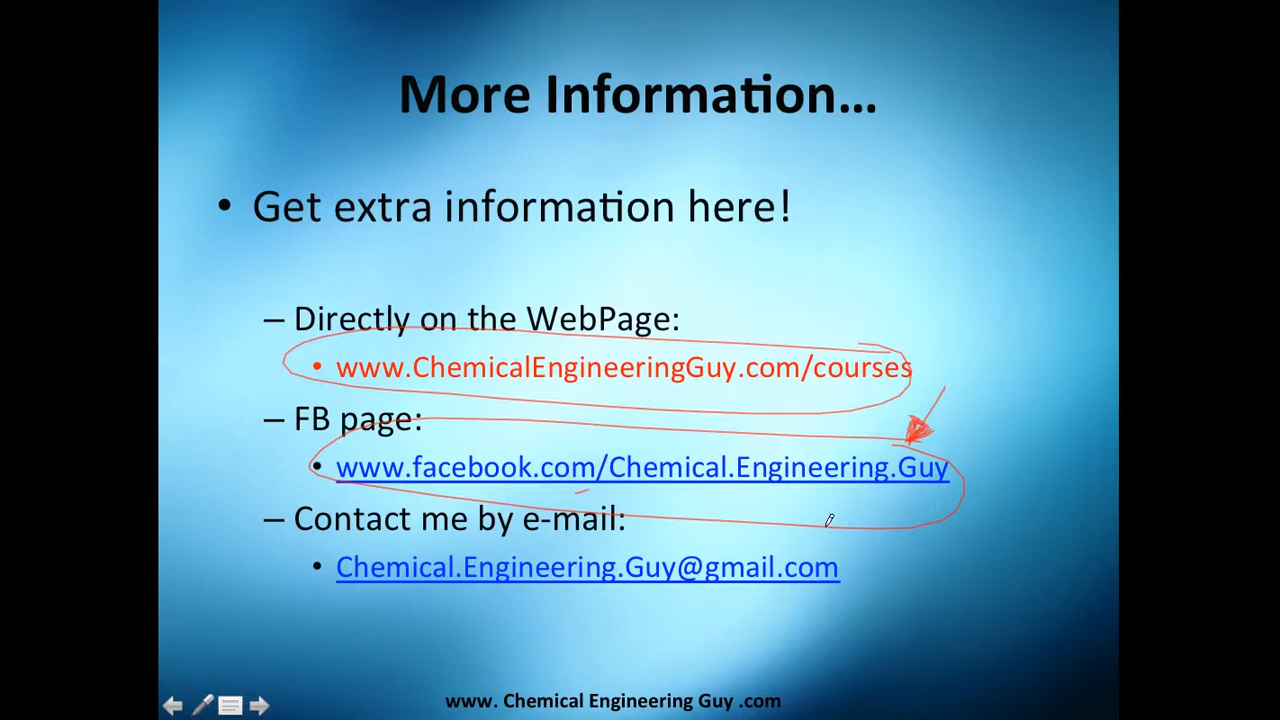 More Information...
• Get extra information here!
– Directly on the WebPage:
• www.ChemicalEngineeringGuy.com/courses
– FB page:
• www.facebook.com/Chemical.Engineering.Guy
– Contact me by e-mail:
• Chemical.Engineering.Guy@gmail.com
www. Chemical Engineering Guy .com